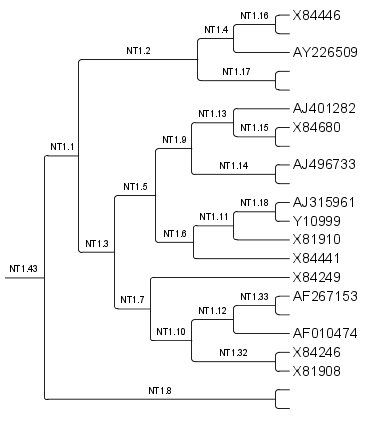 NT1.16 X84446
NT1.4
NT1.2 AY226509
NT1.17
AJ401282
NT1.13
NT1.15 X84680
NT1.9
NT1.1
NT1.14 AJ496733
NT1.5
NT1.18 AJ315961
NT1.11 Y10999
NT1.6
NT1.3 X81910
X84441
NT1.43 X84249
NT1.7
NT1.33 AF267153
NT1.12
NT1.10 AF010474
NT1.32 X84246
X81908
NT1.8